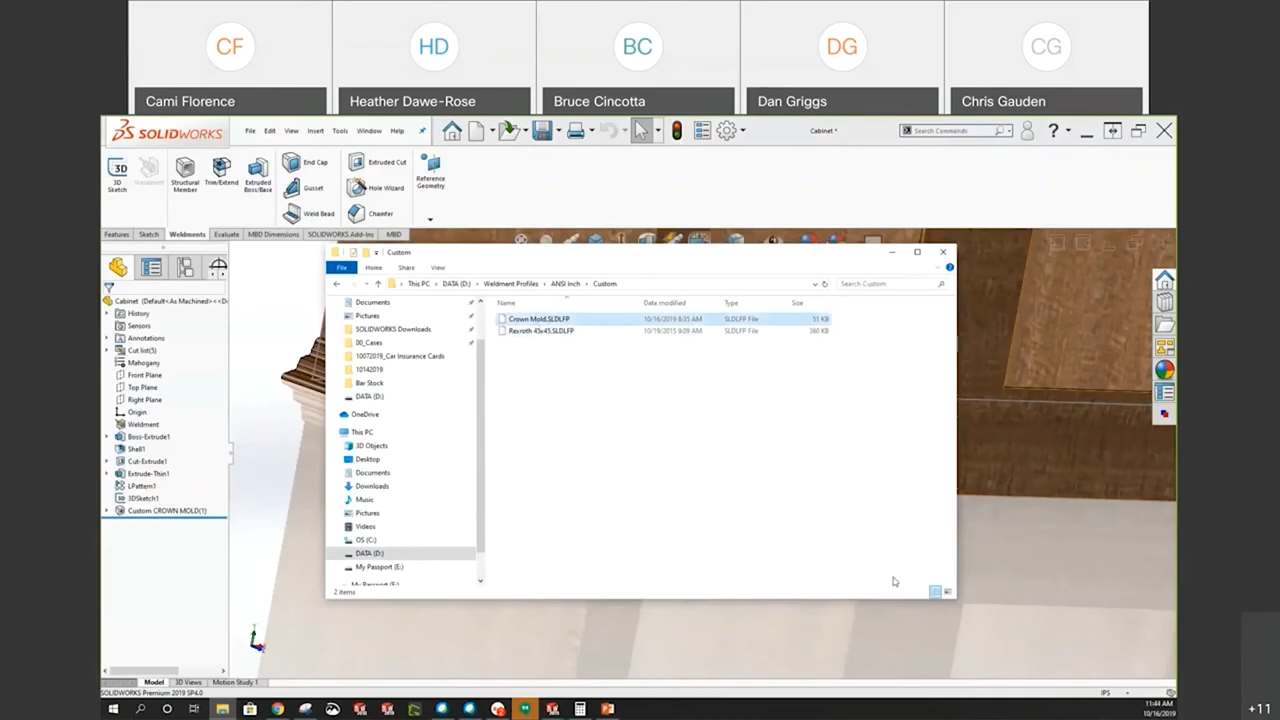 CF
HD
BC
DG
CG
Cami Florence
Heather Dawe-Rose
Bruce Cincotta
Dan Griggs
Chris Gauden
SOLIDWORKS
File Edit View Insert Tools Window Help
Cabinet *
Search Commands
3D Sketch
Weldment
Structural Member
Trim/Extend
Extruded Boss/Base
End Cap
Gusset
Weld Bead
Extruded Cut
Hole Wizard
Chamfer
Reference Geometry
Features Sketch Weldments Evaluate MBD Dimensions SOLIDWORKS Add-Ins MBD
Custom
File Home Share View
This PC > DATA (D:) > Weldment Profiles > ANSI Inch > Custom
Search Custom
Name Date modified Type Size
Crown Mold.SLDLFP 10/16/2019 8:35 AM SLDLFP File 51 KB
Rexroth 45x45.SLDLFP 10/19/2015 9:09 AM SLDLFP File 380 KB
Documents
Pictures
SOLIDWORKS Downloads
00_Cases
10072019_Car Insurance Cards
10142019
Bar Stock
DATA (D:)
OneDrive
This PC
3D Objects
Desktop
Documents
Downloads
Music
Pictures
Videos
OS (C:)
DATA (D:)
My Passport (E:)
My Passport (E:)
2 items
Cabinet (Default<As Machined><<D
History
Sensors
Annotations
Cut list(5)
Mahogany
Front Plane
Top Plane
Right Plane
Origin
Weldment
Boss-Extrude1
Shell1
Cut-Extrude1
Extrude-Thin1
LPattern1
3DSketch1
Custom CROWN MOLD(1)
Model 3D Views Motion Study 1
SOLIDWORKS Premium 2019 SP4.0
IPS
11:44 AM
10/16/2019
+11